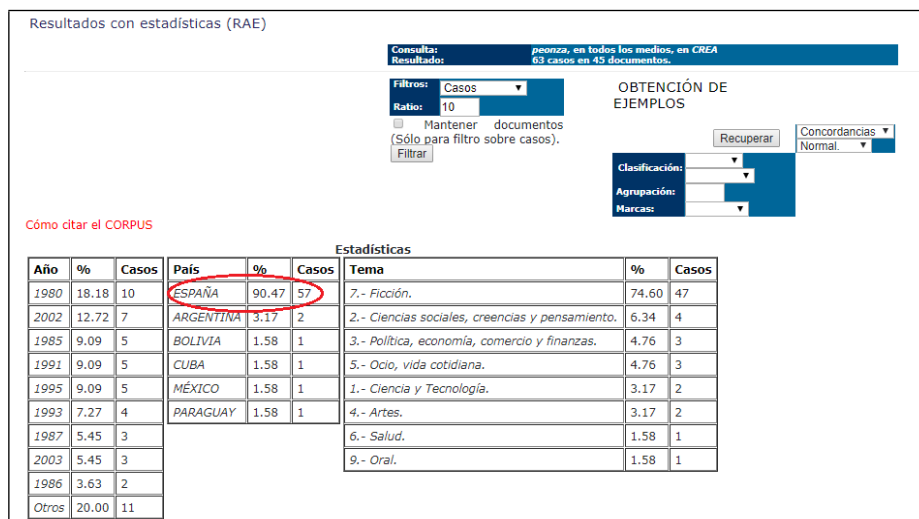 Resultados con estadísticas (RAE)
Consulta: peonza, en todos los medios, en CREA
Resultado: 63 casos en 45 documentos.
Filtros: Casos
Ratio: 10
Mantener documentos
(Sólo para filtro sobre casos).
Filtrar
OBTENCIÓN DE
EJEMPLOS
Recuperar
Concordancias
Normal.
Clasificación:
Agrupación:
Marcas:
Cómo citar el CORPUS
Estadísticas
Año % Casos País % Casos Tema % Casos
1980 18.18 10 ESPAÑA 90.47 57 7.- Ficción. 74.60 47
2002 12.72 7 ARGENTINA 3.17 2 2.- Ciencias sociales, creencias y pensamiento. 6.34 4
1985 9.09 5 BOLIVIA 1.58 1 3.- Política, economía, comercio y finanzas. 4.76 3
1991 9.09 5 CUBA 1.58 1 5.- Ocio, vida cotidiana. 4.76 3
1995 9.09 5 MÉXICO 1.58 1 1.- Ciencia y Tecnología. 3.17 2
1993 7.27 4 PARAGUAY 1.58 1 4.- Artes. 3.17 2
1987 5.45 3 6.- Salud. 1.58 1
2003 5.45 3 9.- Oral. 1.58 1
1986 3.63 2
Otros 20.00 11